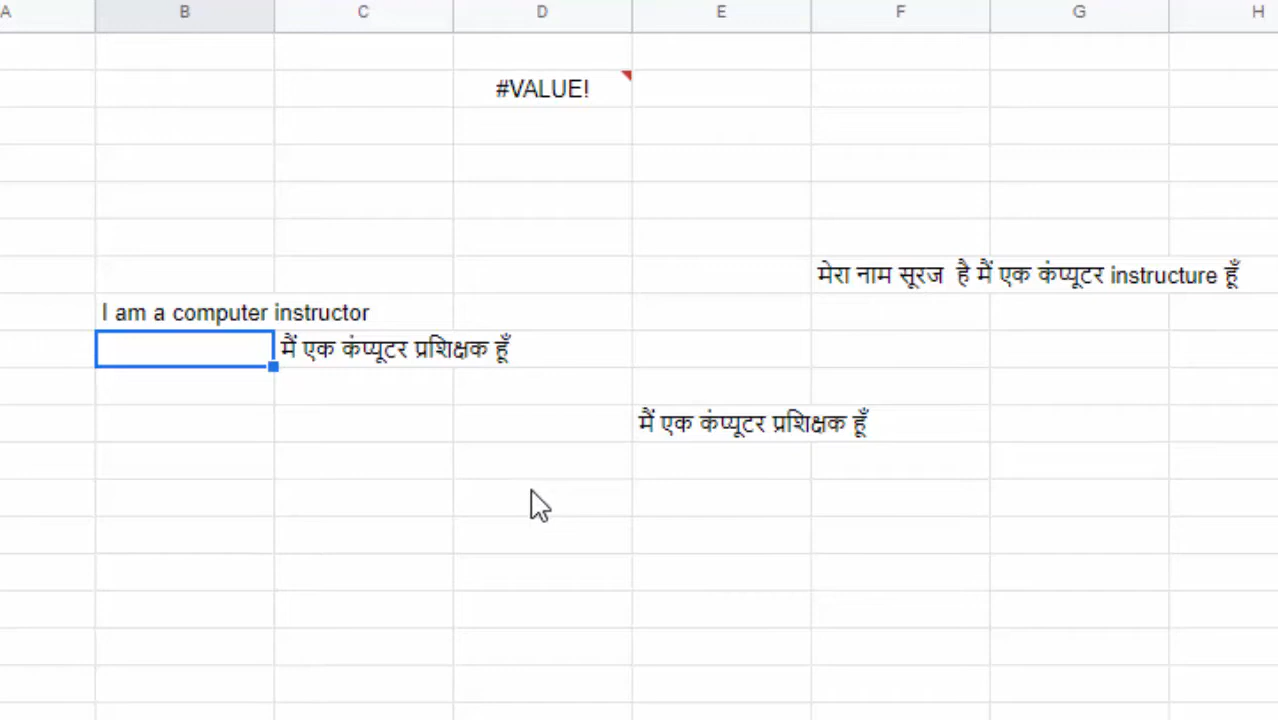 A B C D E F G H
#VALUE!
मेरा नाम सूरज  है मैं एक कंप्यूटर instructure हूँ
I am a computer instructor
मैं एक कंप्यूटर प्रशिक्षक हूँ
मैं एक कंप्यूटर प्रशिक्षक हूँ